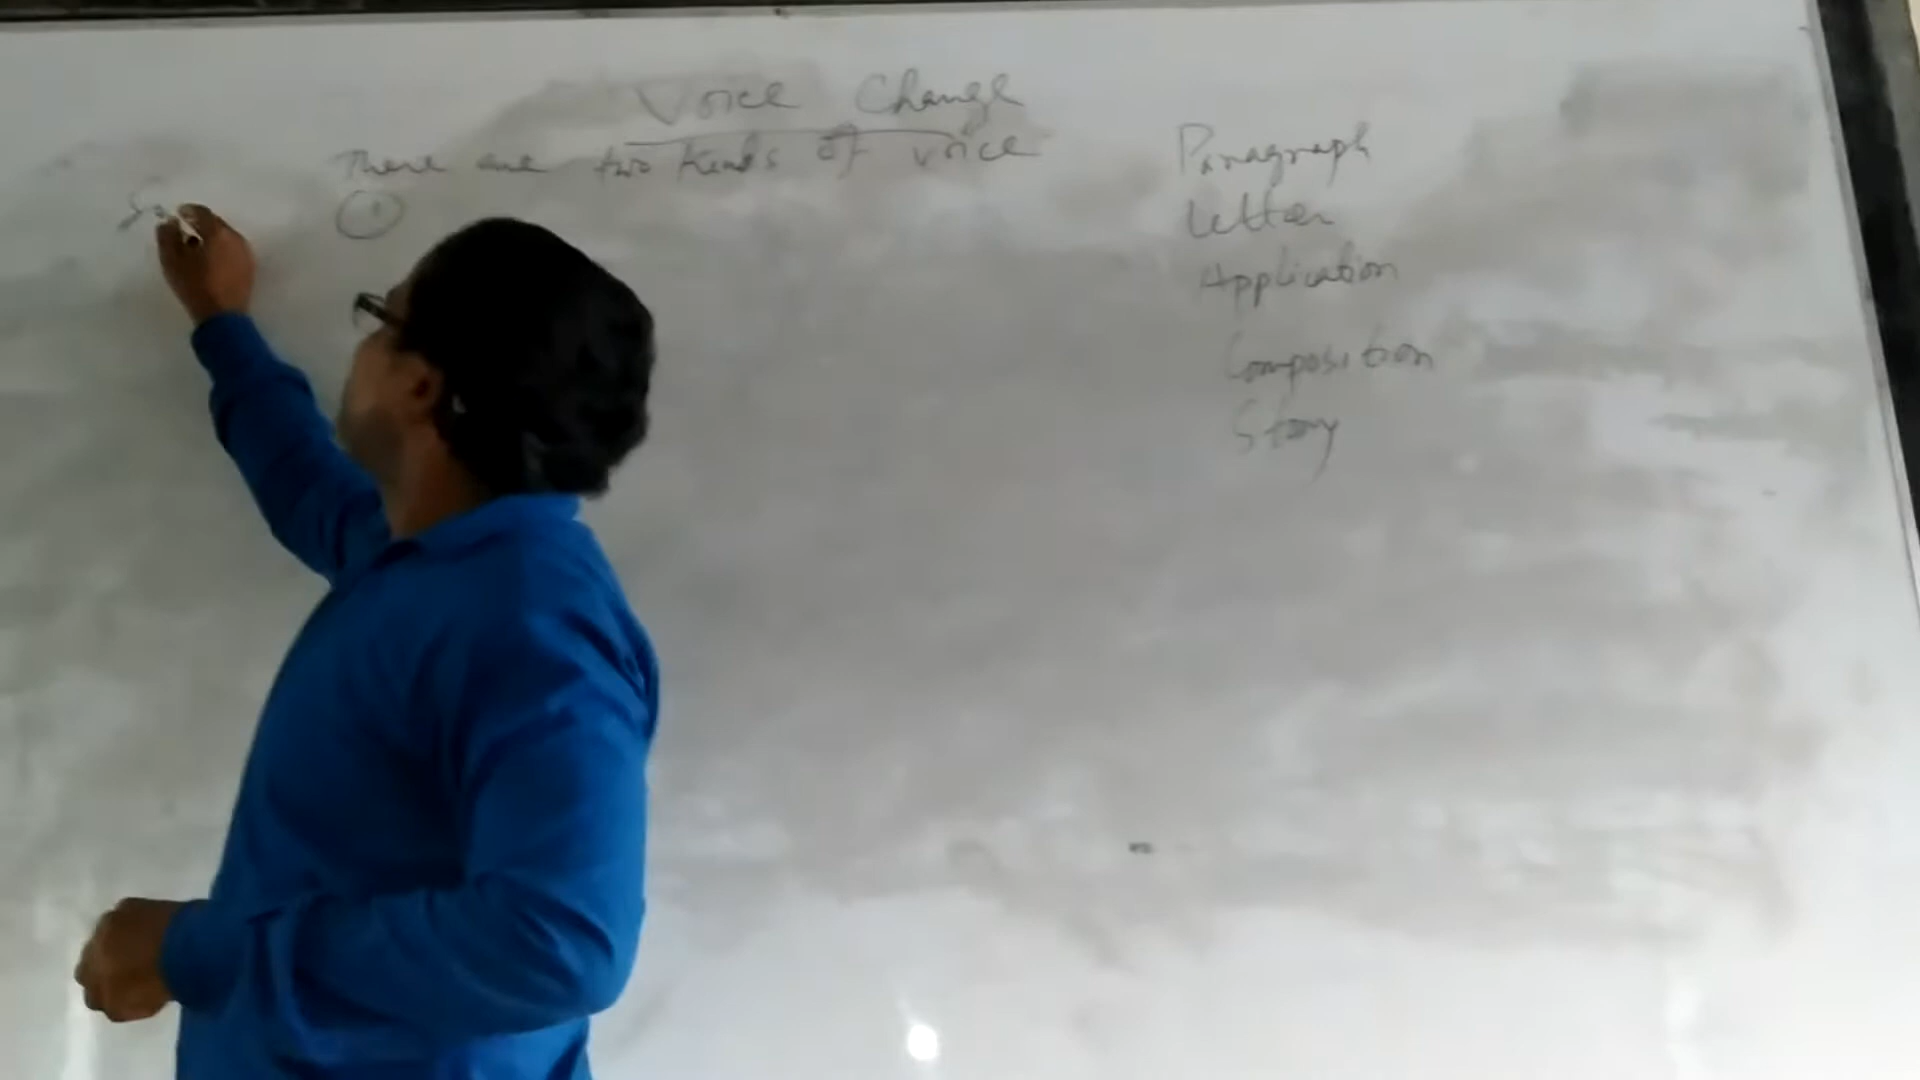 Voice Change
There are two kinds of voice
1
Paragraph
Letter
Application
Composition
Story